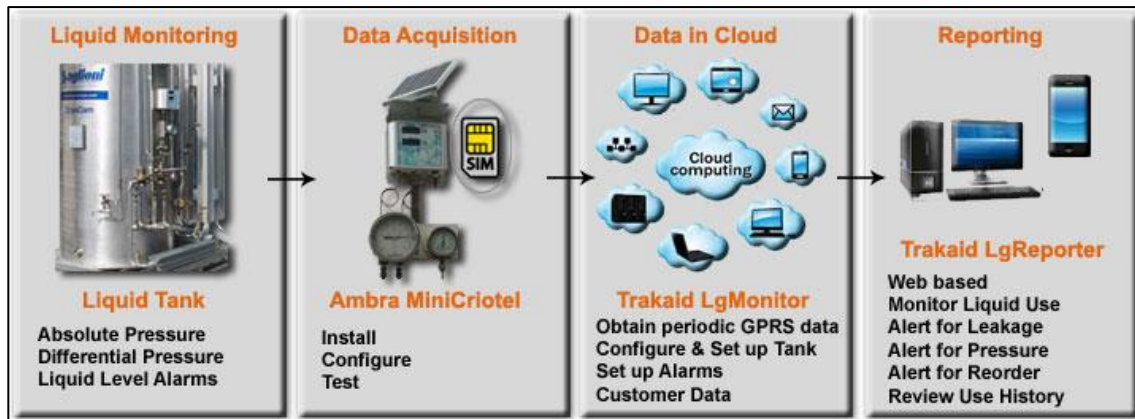 Liquid Monitoring
Liquid Tank
Absolute Pressure
Differential Pressure
Liquid Level Alarms
Data Acquisition
SIM
Ambra MiniCriotel
Install
Configure
Test
Data in Cloud
Cloud
computing
Trakaid LgMonitor
Obtain periodic GPRS data
Configure & Set up Tank
Set up Alarms
Customer Data
Reporting
Trakaid LgReporter
Web based
Monitor Liquid Use
Alert for Leakage
Alert for Pressure
Alert for Reorder
Review Use History